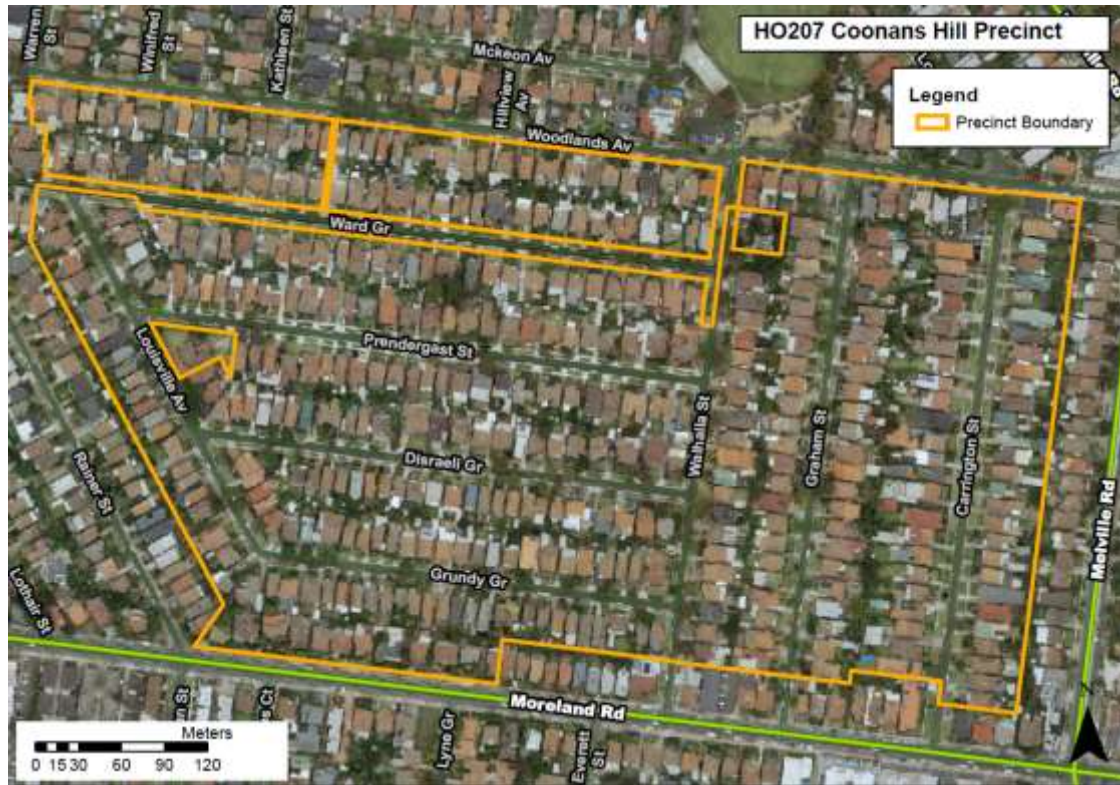 HO207 Coonans Hill Precinct
Legend
Precinct Boundary
Warren St
Winifred St
Kathleen St
Mckeon Av
Hillview Av
Woodlands Av
Ward Gr
Prendergast St
Louisville Av
Disraeli Gr
Walhalla St
Graham St
Carrington St
Rainer St
Melville Rd
Grundy Gr
Lothair St
Moreland Rd
Lyne Gr
Everett St
Meters
0 15 30 60 90 120